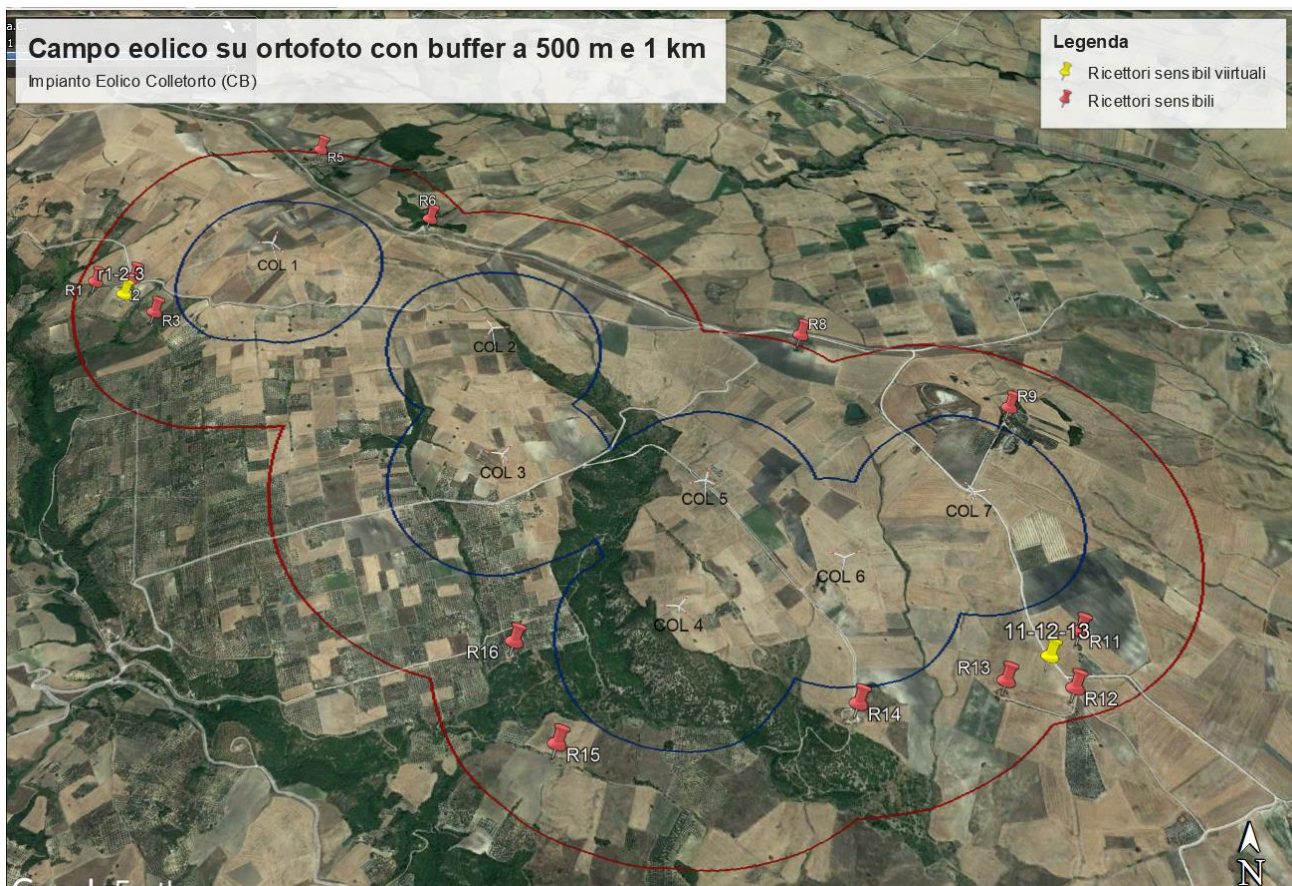 Campo eolico su ortofoto con buffer a 500 m e 1 km
Impianto Eolico Colletorto (CB)
Legenda
Ricettori sensibil viirtuali
Ricettori sensibili
R5
R6
COL 1
r1-2-3
R1
2
R3
COL 2
R8
R9
COL 3
COL 5
COL 7
COL 6
COL 4
11-12-13
R11
R16
R13
R12
R14
R15
N